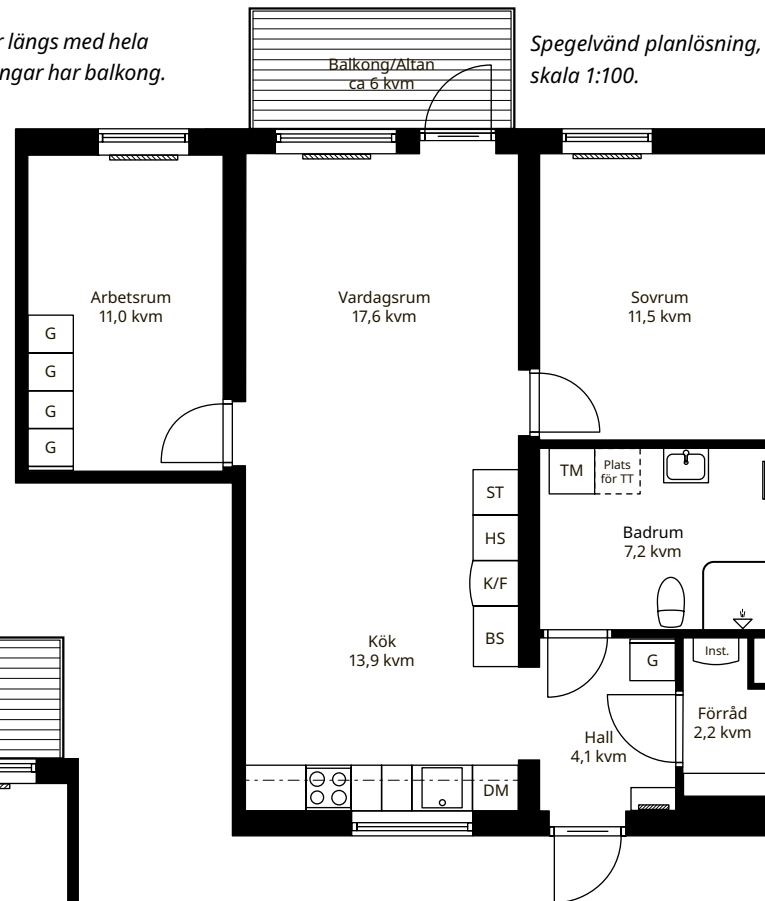 längs med hela
har balkong.
Spegelvänd planlösning,
skala 1:100.
Balkong/Altan
ca 6 kvm
Arbetsrum
11,0 kvm
Vardagsrum
17,6 kvm
Sovrum
11,5 kvm
G
G
G
G
TM
Plats
för TT
ST
HS
K/F
BS
Badrum
7,2 kvm
Kök
13,9 kvm
G
Inst.
Hall
4,1 kvm
Förråd
2,2 kvm
DM